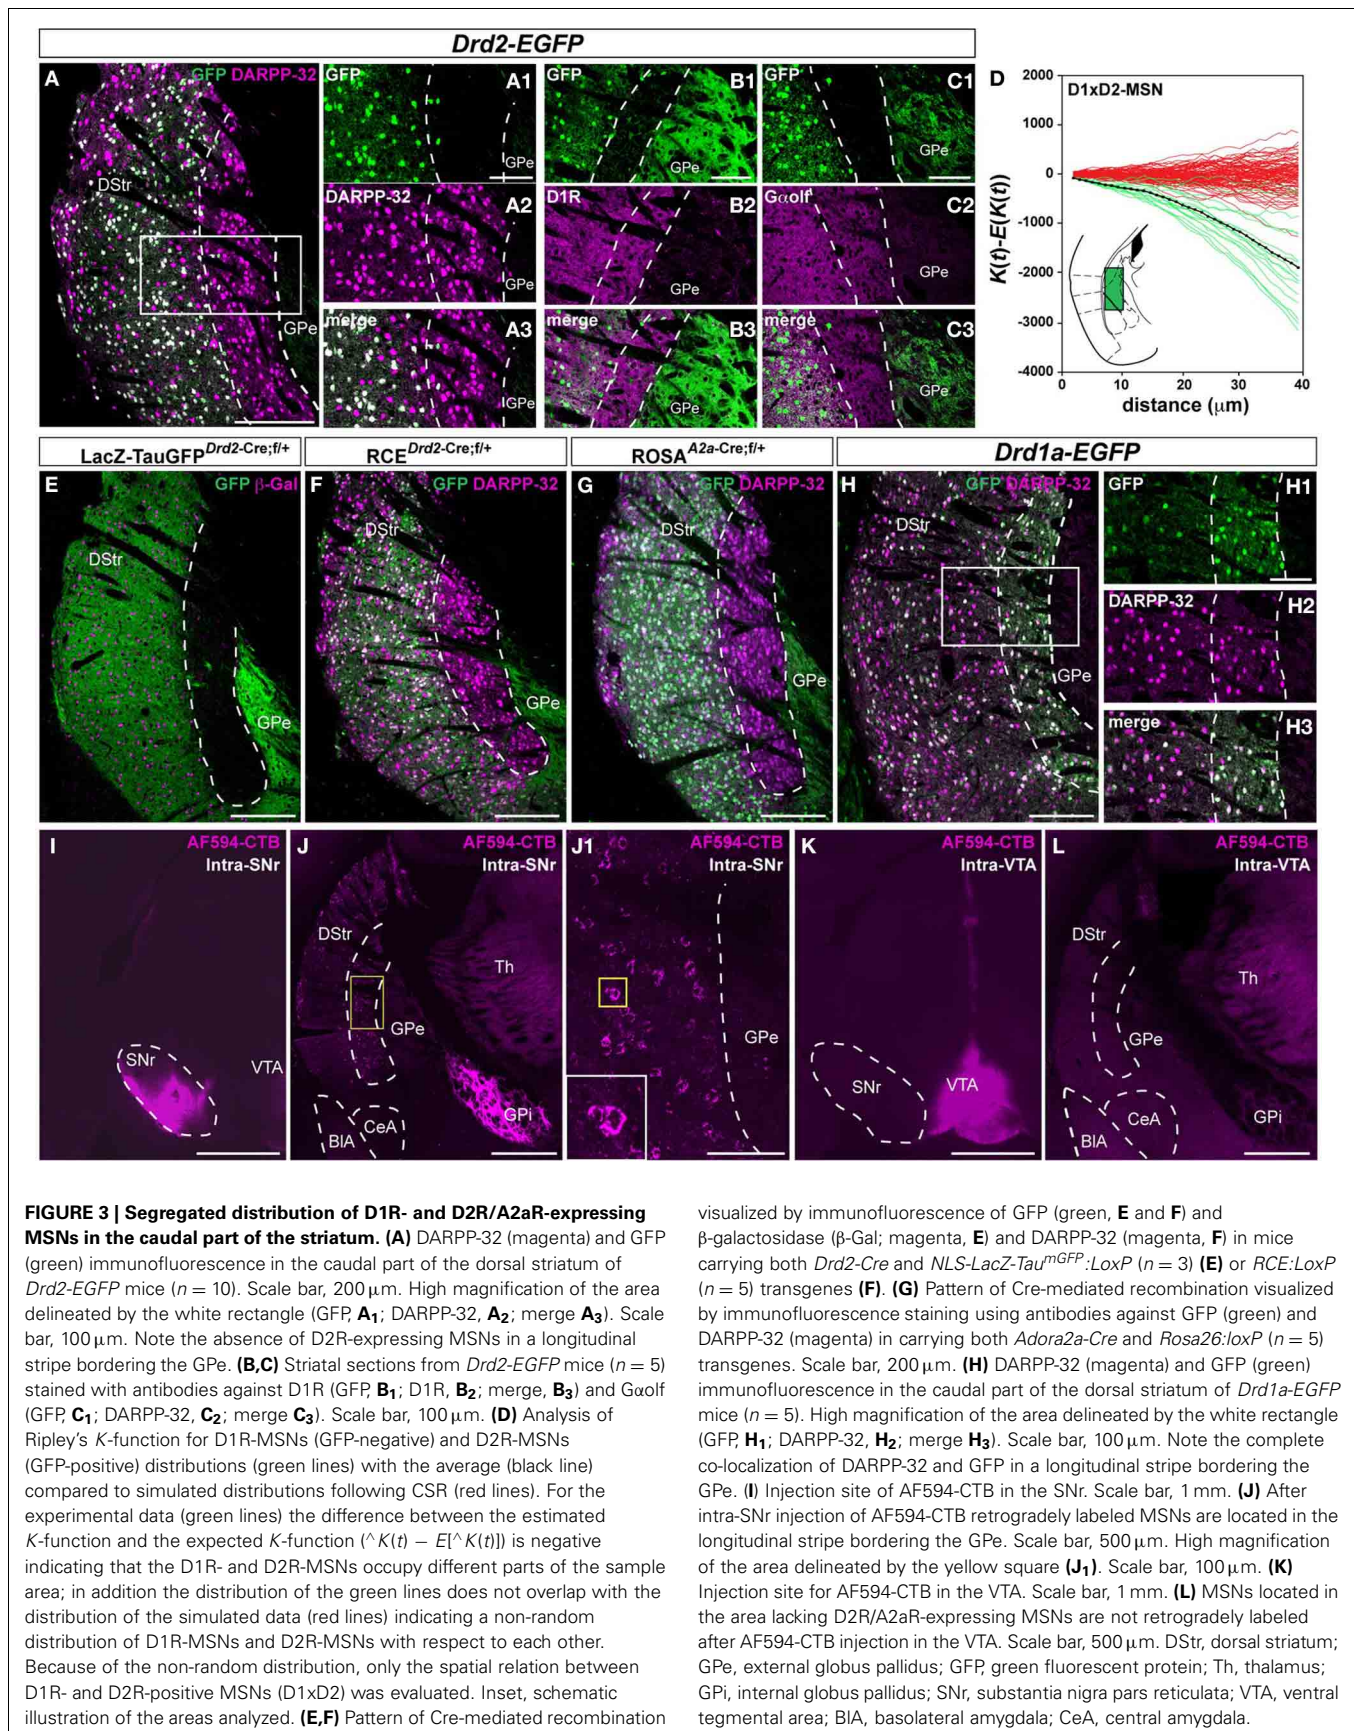 Drd2-EGFP
A
GFP DARPP-32
DStr
GPe
GFP
A1
GPe
DARPP-32
A2
GPe
merge
A3
GPe
GFP
B1
GPe
D1R
B2
GPe
merge
B3
GPe
GFP
C1
GPe
Gαolf
C2
GPe
merge
C3
GPe
D
D1xD2-MSN
K(t)-E(K(t))
2000
1000
0
-1000
-2000
-3000
-4000
0 10 20 30 40
distance (μm)
LacZ-TauGFP Drd2-Cre;f/+
E
GFP β-Gal
DStr
GPe
RCE Drd2-Cre;f/+
F
GFP DARPP-32
DStr
GPe
ROSA A2a-Cre;f/+
G
GFP DARPP-32
DStr
GPe
Drd1a-EGFP
H
GFP DARPP-32
DStr
GPe
GFP
H1
DARPP-32
H2
merge
H3
I
AF594-CTB
Intra-SNr
SNr
VTA
J
AF594-CTB
Intra-SNr
DStr
Th
GPe
GPi
BlA
CeA
J1
AF594-CTB
Intra-SNr
GPe
K
AF594-CTB
Intra-VTA
SNr
VTA
L
AF594-CTB
Intra-VTA
DStr
Th
GPe
CeA
BlA
GPi
FIGURE 3 | Segregated distribution of D1R- and D2R/A2aR-expressing
MSNs in the caudal part of the striatum. (A) DARPP-32 (magenta) and GFP
(green) immunofluorescence in the caudal part of the dorsal striatum of
Drd2-EGFP mice (n = 10). Scale bar, 200 μm. High magnification of the area
delineated by the white rectangle (GFP, A1; DARPP-32, A2; merge A3). Scale
bar, 100 μm. Note the absence of D2R-expressing MSNs in a longitudinal
stripe bordering the GPe. (B,C) Striatal sections from Drd2-EGFP mice (n = 5)
stained with antibodies against D1R (GFP, B1; D1R, B2; merge, B3) and Gαolf
(GFP, C1; DARPP-32, C2; merge C3). Scale bar, 100 μm. (D) Analysis of
Ripley's K-function for D1R-MSNs (GFP-negative) and D2R-MSNs
(GFP-positive) distributions (green lines) with the average (black line)
compared to simulated distributions following CSR (red lines). For the
experimental data (green lines) the difference between the estimated
K-function and the expected K-function (^K(t) − E[^K(t)]) is negative
indicating that the D1R- and D2R-MSNs occupy different parts of the sample
area; in addition the distribution of the green lines does not overlap with the
distribution of the simulated data (red lines) indicating a non-random
distribution of D1R-MSNs and D2R-MSNs with respect to each other.
Because of the non-random distribution, only the spatial relation between
D1R- and D2R-positive MSNs (D1xD2) was evaluated. Inset, schematic
illustration of the areas analyzed. (E,F) Pattern of Cre-mediated recombination
visualized by immunofluorescence of GFP (green, E and F) and
β-galactosidase (β-Gal; magenta, E) and DARPP-32 (magenta, F) in mice
carrying both Drd2-Cre and NLS-LacZ-Tau mGFP:LoxP (n = 3) (E) or RCE:LoxP
(n = 5) transgenes (F). (G) Pattern of Cre-mediated recombination visualized
by immunofluorescence staining using antibodies against GFP (green) and
DARPP-32 (magenta) in carrying both Adora2a-Cre and Rosa26:loxP (n = 5)
transgenes. Scale bar, 200 μm. (H) DARPP-32 (magenta) and GFP (green)
immunofluorescence in the caudal part of the dorsal striatum of Drd1a-EGFP
mice (n = 5). High magnification of the area delineated by the white rectangle
(GFP, H1; DARPP-32, H2; merge H3). Scale bar, 100 μm. Note the complete
co-localization of DARPP-32 and GFP in a longitudinal stripe bordering the
GPe. (I) Injection site of AF594-CTB in the SNr. Scale bar, 1 mm. (J) After
intra-SNr injection of AF594-CTB retrogradely labeled MSNs are located in the
longitudinal stripe bordering the GPe. Scale bar, 500 μm. High magnification
of the area delineated by the yellow square (J1). Scale bar, 100 μm. (K)
Injection site for AF594-CTB in the VTA. Scale bar, 1 mm. (L) MSNs located in
the area lacking D2R/A2aR-expressing MSNs are not retrogradely labeled
after AF594-CTB injection in the VTA. Scale bar, 500 μm. DStr, dorsal striatum;
GPe, external globus pallidus; GFP, green fluorescent protein; Th, thalamus;
GPi, internal globus pallidus; SNr, substantia nigra pars reticulata; VTA, ventral
tegmental area; BlA, basolateral amygdala; CeA, central amygdala.